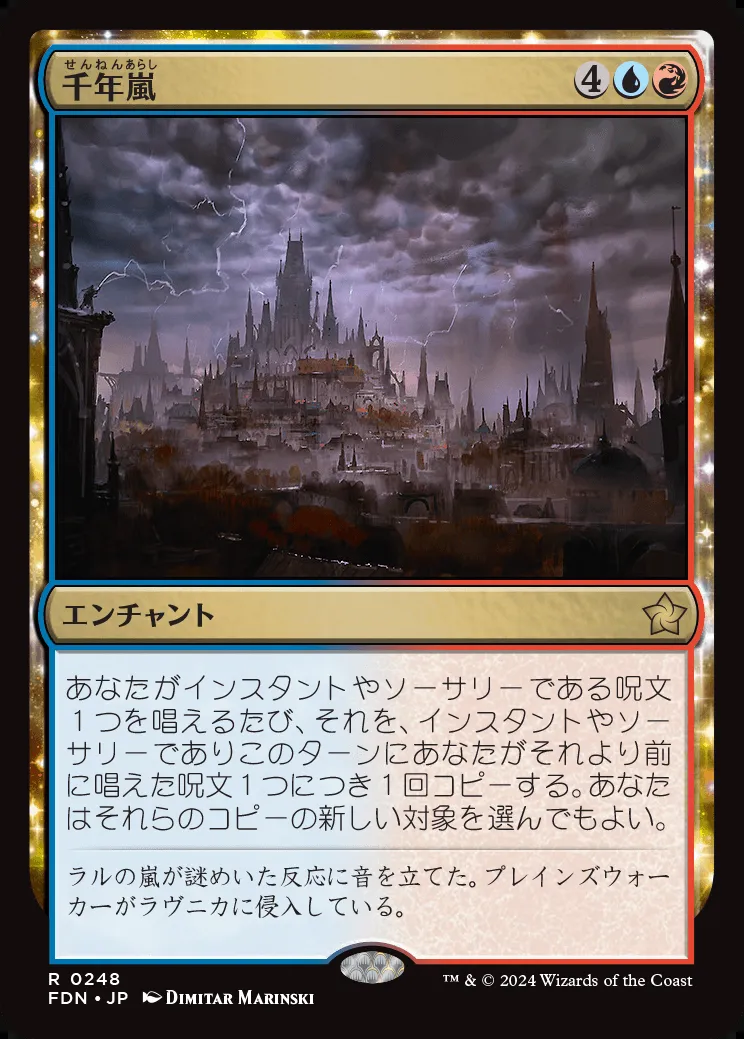 せんねんあらし
千年嵐
4
エンチャント
あなたがインスタントやソーサリーである呪文
１つを唱えるたび、それを、インスタントやソー
サリーでありこのターンにあなたがそれより前
に唱えた呪文１つにつき１回コピーする。あなた
はそれらのコピーの新しい対象を選んでもよい。
ラルの嵐が謎めいた反応に音を立てた。プレインズウォー
カーがラヴニカに侵入している。
R 0248
FDN • JP DIMITAR MARINSKI
™ & © 2024 Wizards of the Coast